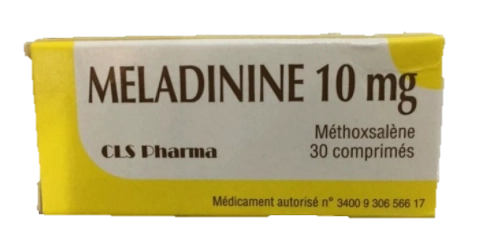 MELADININE 10 mg
Méthoxsalène
CLS Pharma
30 comprimés
Médicament autorisé n° 3400 9 306 566 17